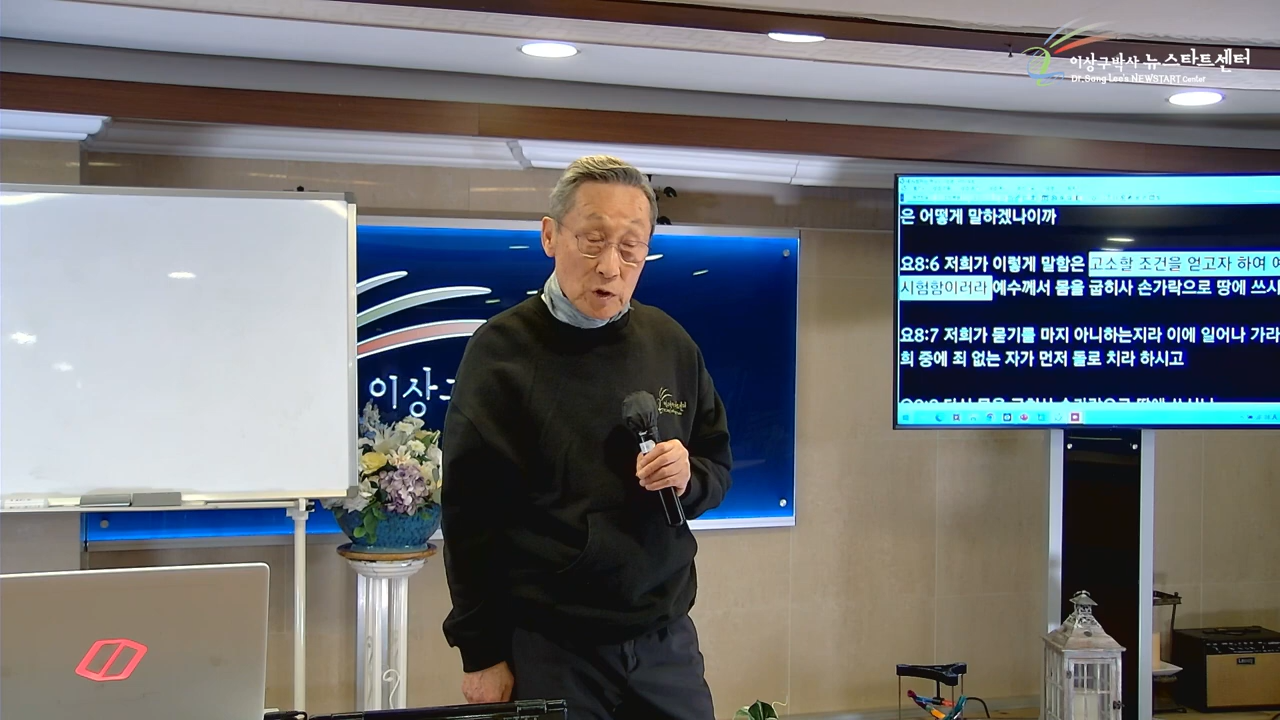 이상구박사 뉴스타트센터
Dr. Sang Lee's NEWSTART Center
은 어떻게 말하겠나이까
요8:6 저희가 이렇게 말함은 고소할 조건을 얻고자 하여 예
시험함이러라 예수께서 몸을 굽히사 손가락으로 땅에 쓰시
요8:7 저희가 묻기를 마지 아니하는지라 이에 일어나 가라
희 중에 죄 없는 자가 먼저 돌로 치라 하시고
이상구